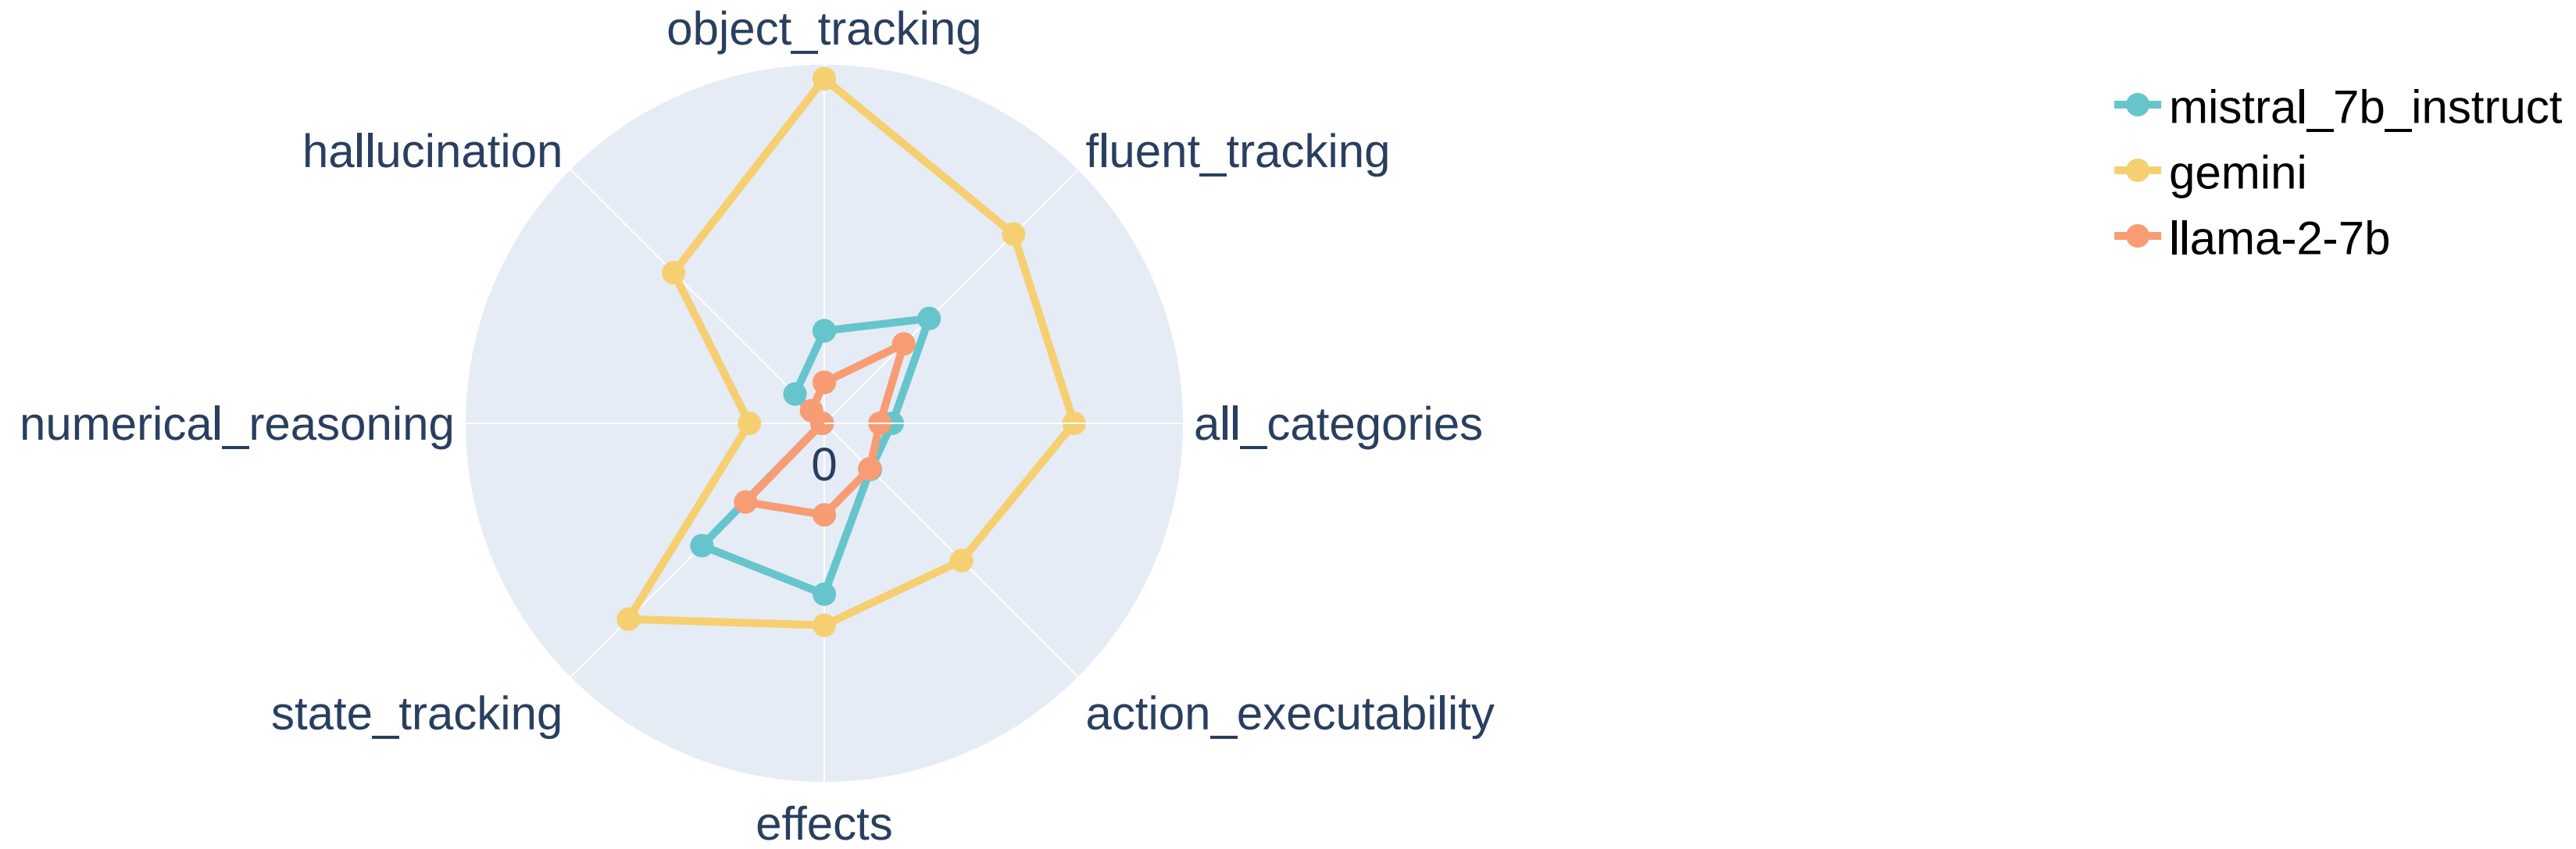 object_tracking
hallucination
fluent_tracking
numerical_reasoning
all_categories
0
state_tracking
action_executability
effects
mistral_7b_instruct
gemini
llama-2-7b